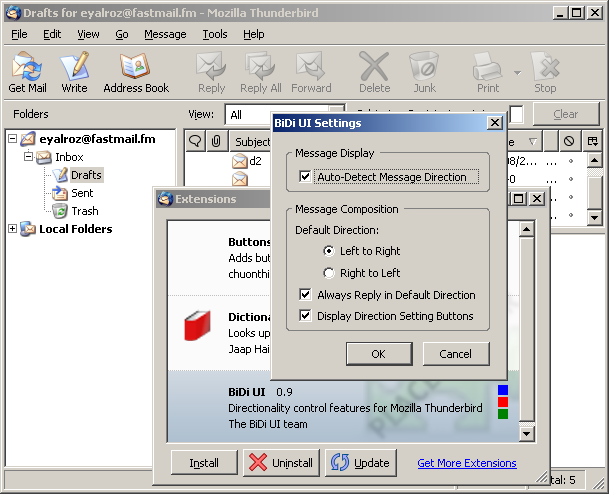 Drafts for eyalroz@fastmail.fm - Mozilla Thunderbird
File Edit View Go Message Tools Help
Get Mail Write Address Book Reply Reply All Forward Delete Junk Print Stop
Folders View: All Clear
eyalroz@fastmail.fm
Inbox
Drafts
Sent
Trash
Local Folders
Subject
d2
BiDi UI Settings
Message Display
Auto-Detect Message Direction
Message Composition
Default Direction:
Left to Right
Right to Left
Always Reply in Default Direction
Display Direction Setting Buttons
OK Cancel
Extensions
Buttons
Adds but
chuonthi
Dictiona
Looks up
Jaap Hai
BiDi UI 0.9
Directionality control features for Mozilla Thunderbird
The BiDi UI team
Install Uninstall Update Get More Extensions
tal: 5